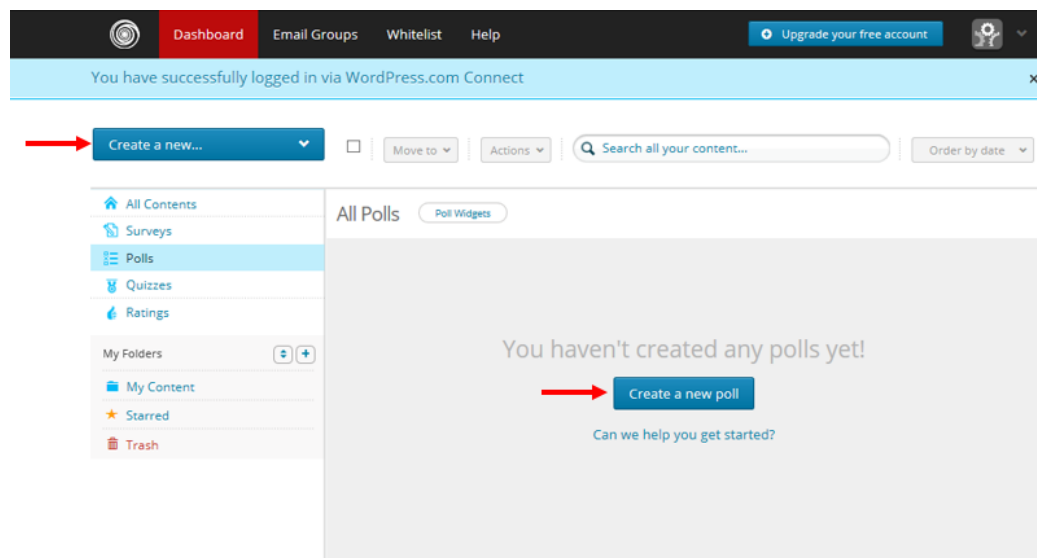 Dashboard Email Groups Whitelist Help Upgrade your free account
You have successfully logged in via WordPress.com Connect ×
Create a new... Move to Actions Search all your content... Order by date
All Contents
Surveys
Polls
Quizzes
Ratings
My Folders
My Content
Starred
Trash
All Polls Poll Widgets
You haven't created any polls yet!
Create a new poll
Can we help you get started?